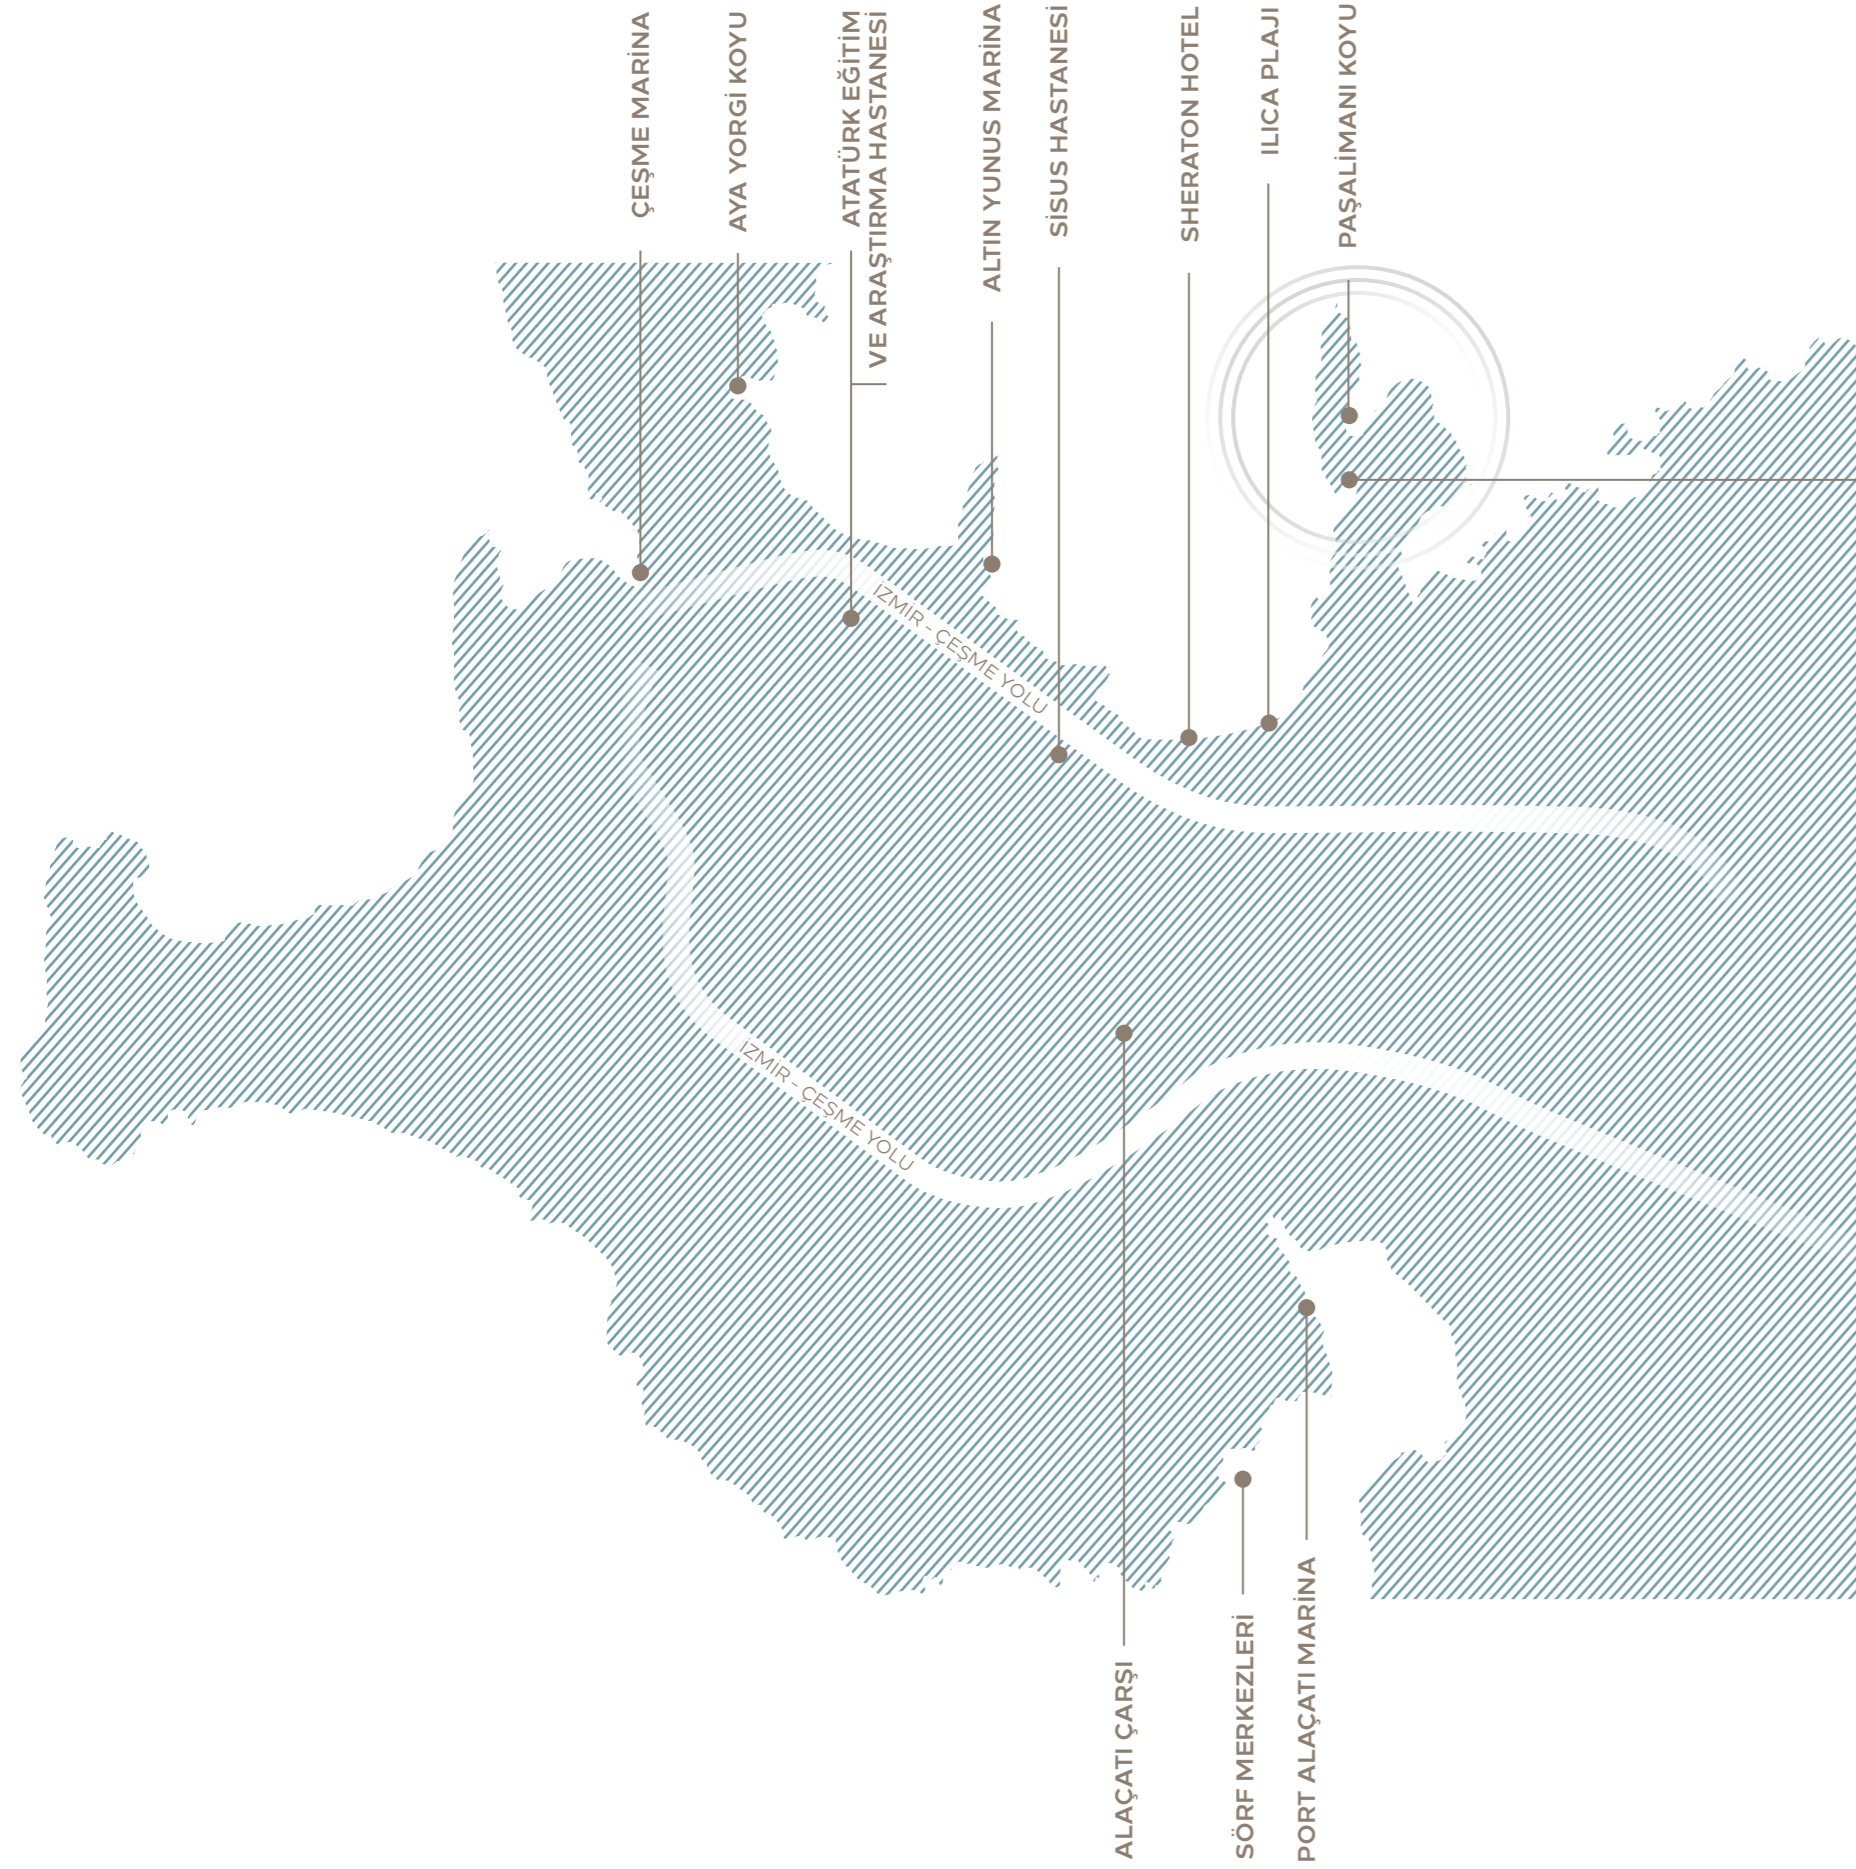 ÇEŞME MARİNA
AYA YORGİ KOYU
ATATÜRK EĞİTİM
VE ARAŞTIRMA HASTANESİ
ALTIN YUNUS MARİNA
SİSUS HASTANESİ
SHERATON HOTEL
ILICA PLAJI
PAŞALİMANI KOYU
İZMİR - ÇEŞME YOLU
İZMİR - ÇEŞME YOLU
ALAÇATI ÇARŞI
SÖRF MERKEZLERİ
PORT ALAÇATI MARİNA